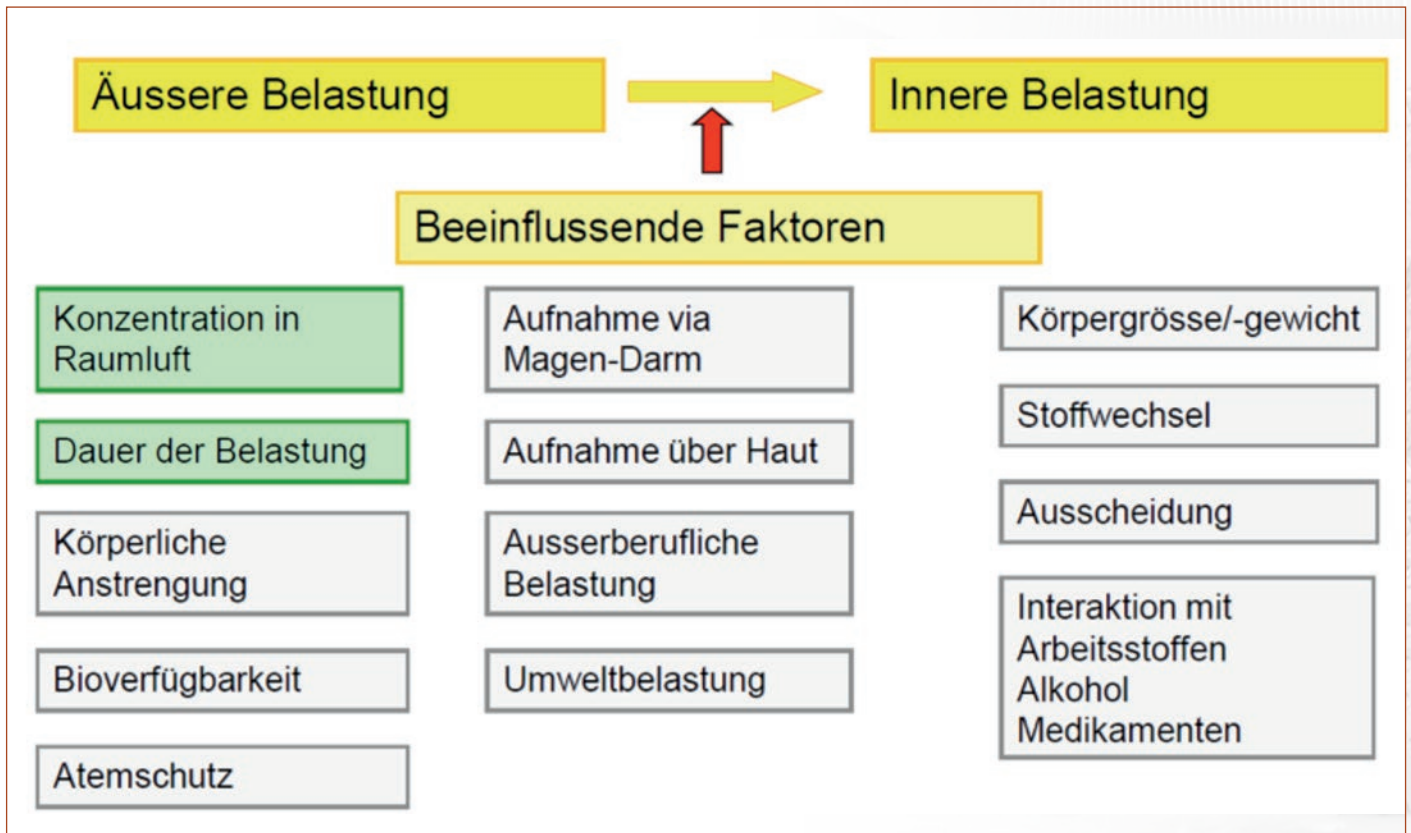 Äussere Belastung
Innere Belastung
Beeinflussende Faktoren
Konzentration in
Raumluft
Dauer der Belastung
Körperliche
Anstrengung
Bioverfügbarkeit
Atemschutz
Aufnahme via
Magen-Darm
Aufnahme über Haut
Ausserberufliche
Belastung
Umweltbelastung
Körpergrösse/-gewicht
Stoffwechsel
Ausscheidung
Interaktion mit
Arbeitsstoffen
Alkohol
Medikamenten